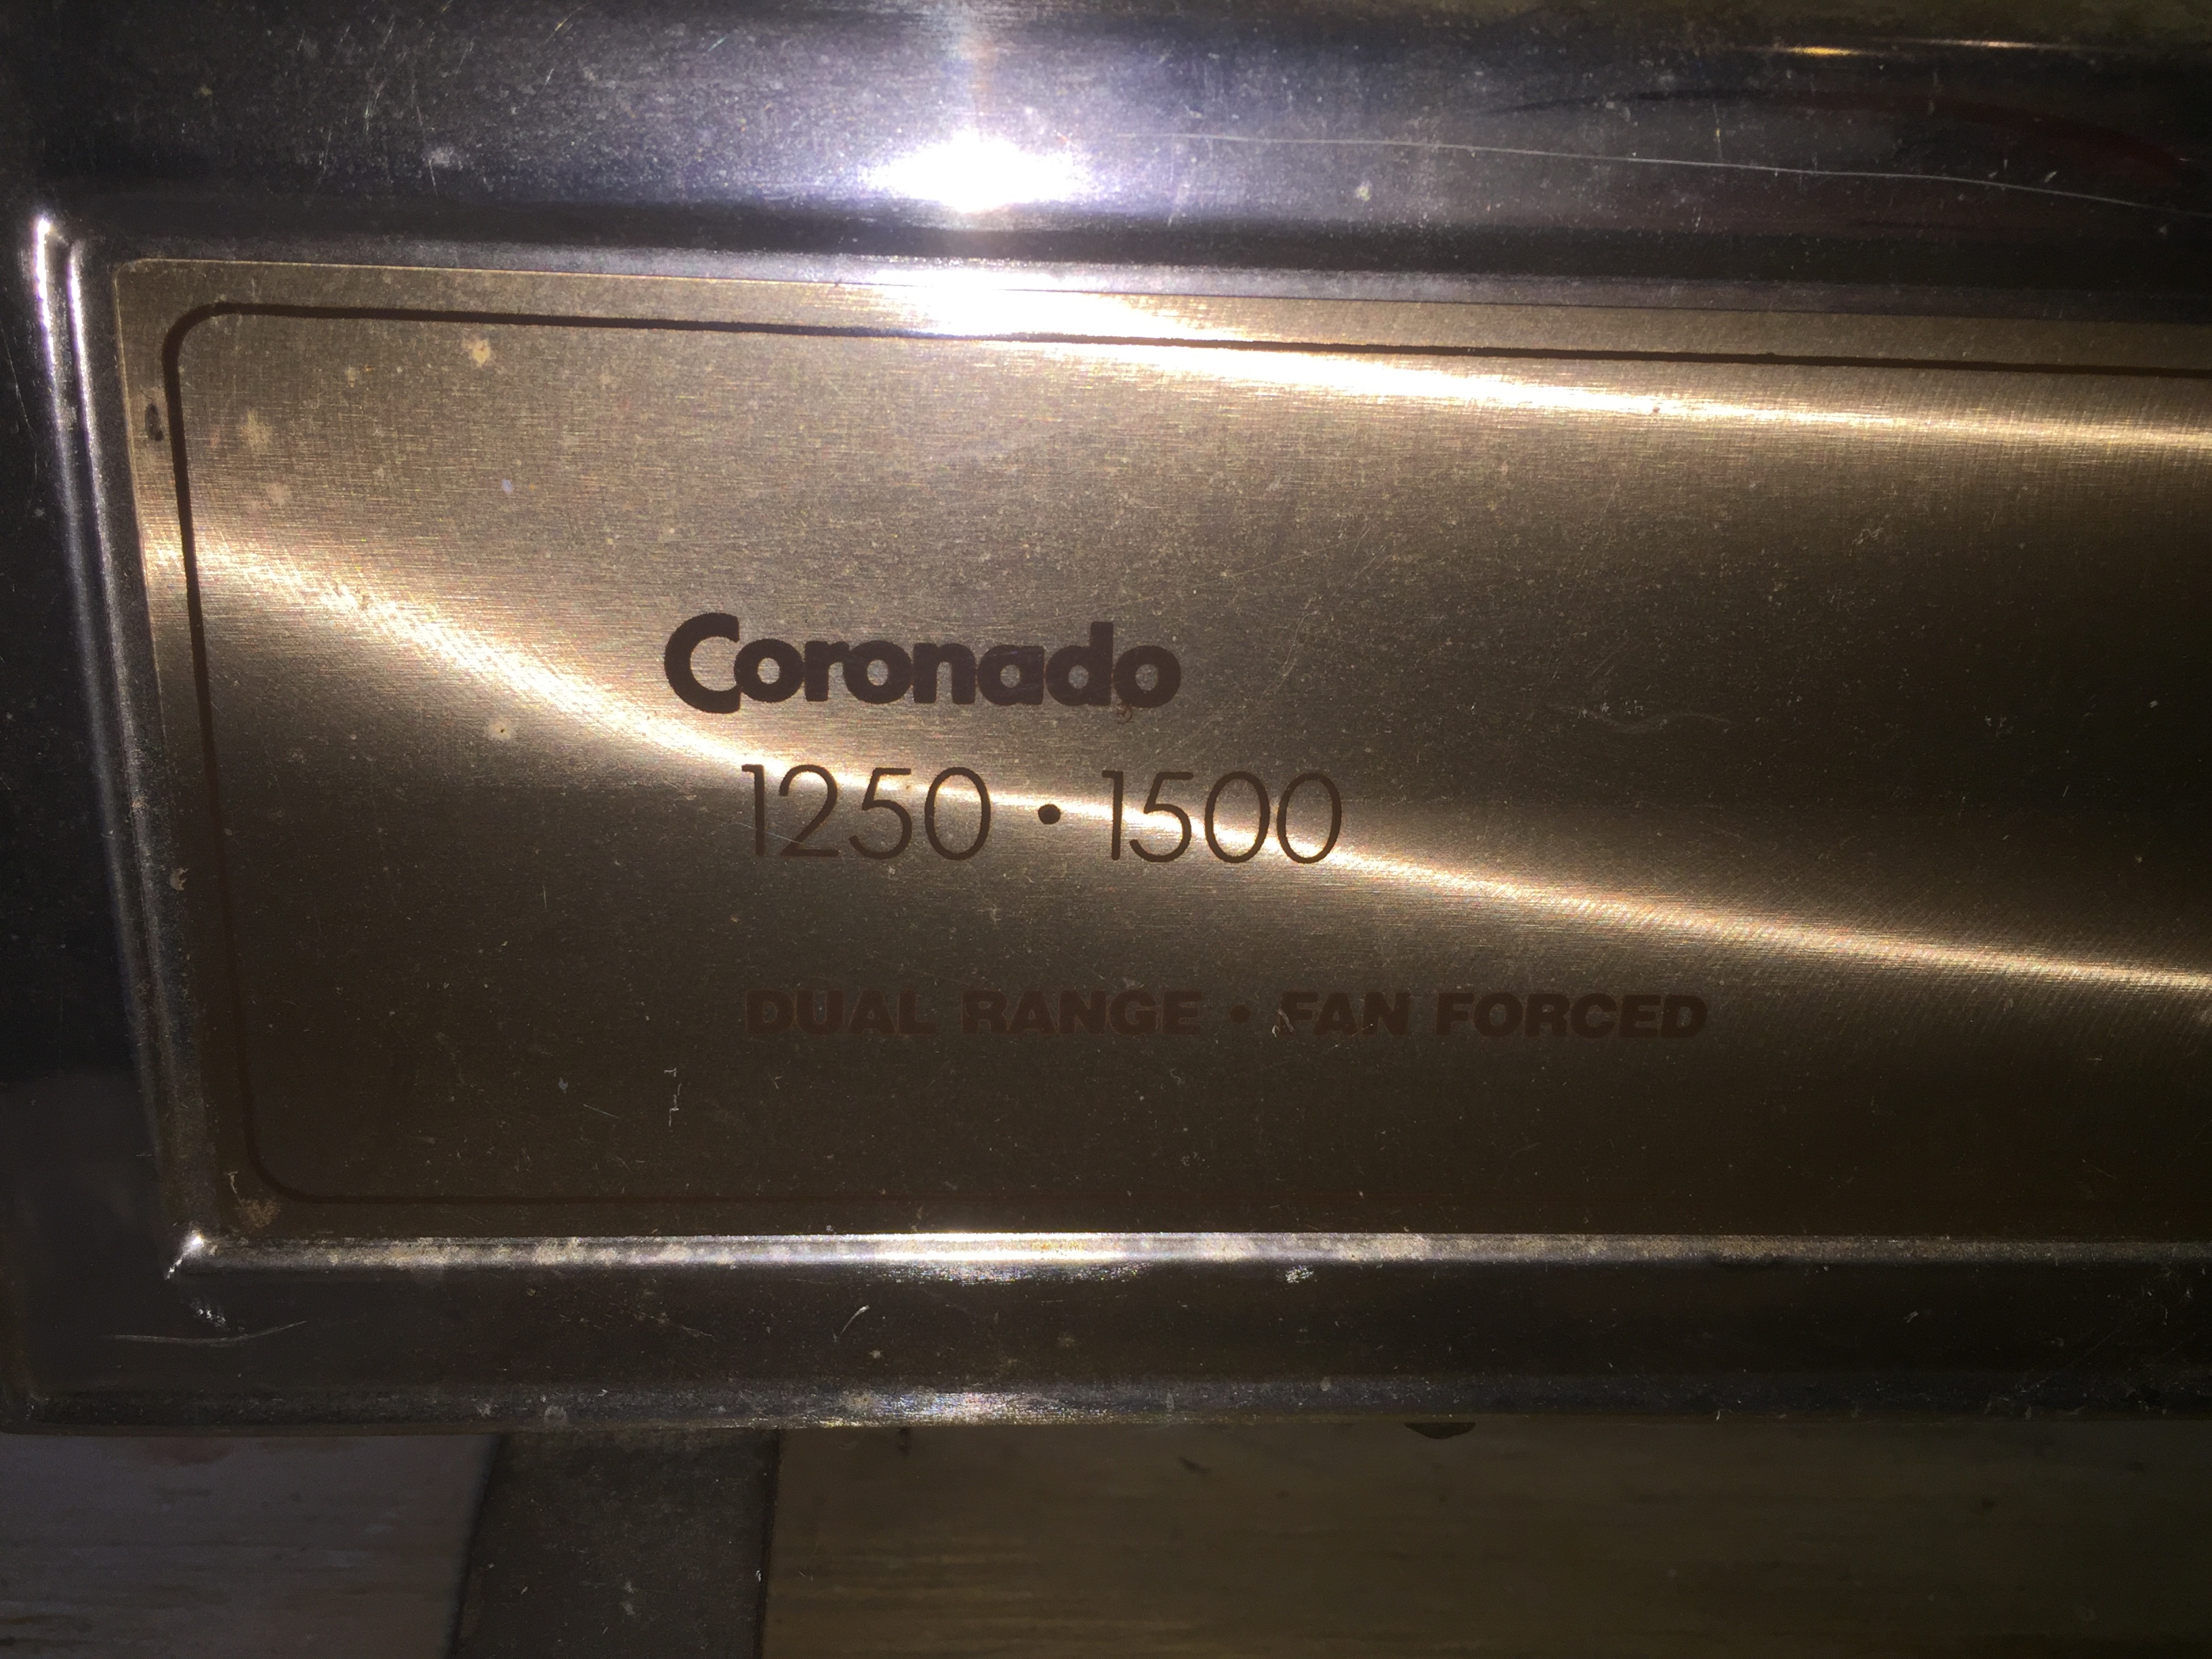 Coronado
1250 • 1500
DUAL RANGE • FAN FORCED